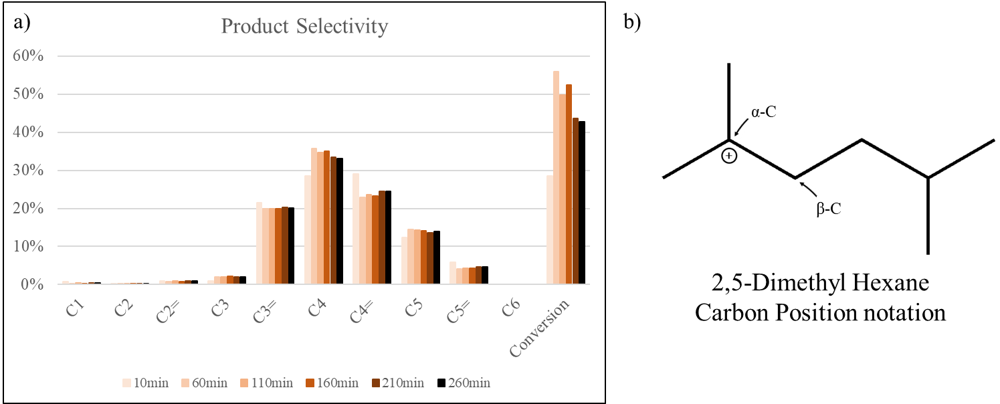 a)
Product Selectivity
60%
50%
40%
30%
20%
10%
0%
C1
C2
C2=
C3
C3=
C4
C4=
C5
C5=
C6
Conversion
10min 60min 110min 160min 210min 260min
b)
α-C
+
β-C
2,5-Dimethyl Hexane
Carbon Position notation